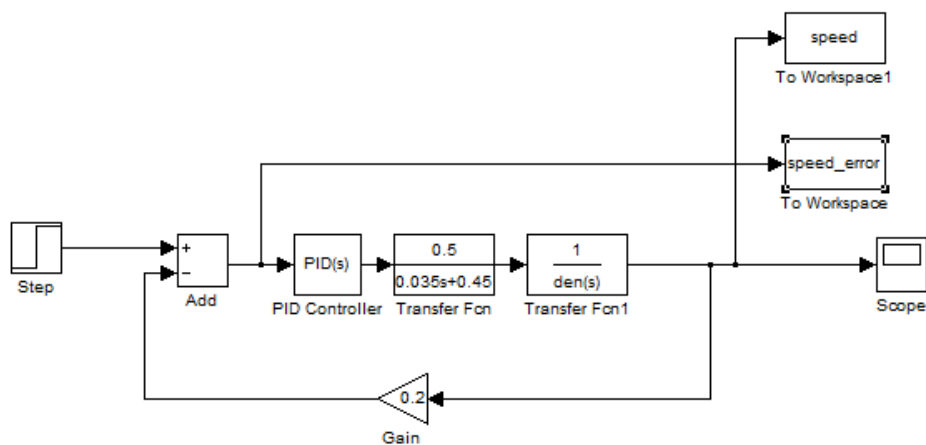 speed
To Workspace1
speed_error
To Workspace
Step
+
−
Add
PID(s)
PID Controller
0.5
0.035s+0.45
Transfer Fcn
1
den(s)
Transfer Fcn1
Scope
0.2
Gain